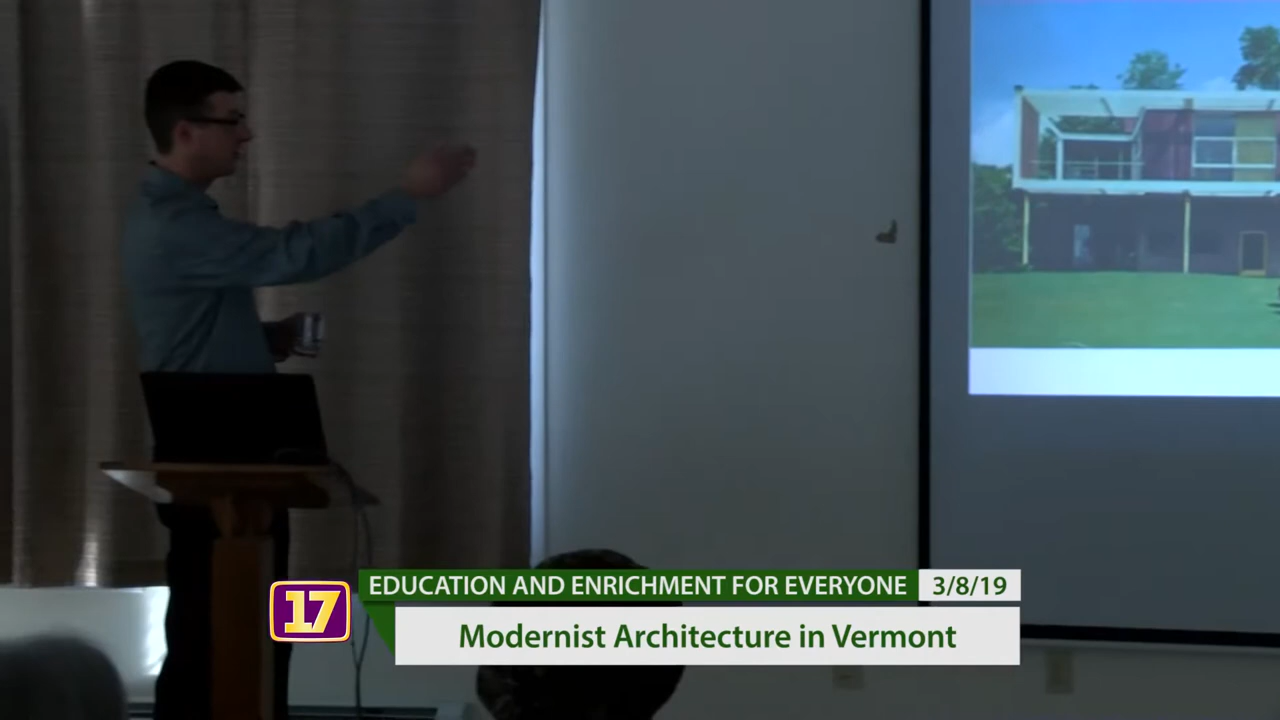 EDUCATION AND ENRICHMENT FOR EVERYONE 3/8/19
17
Modernist Architecture in Vermont